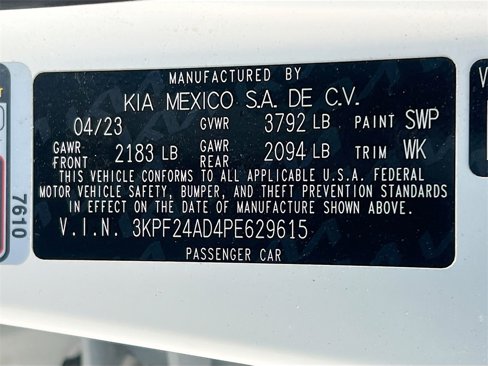 MANUFACTURED BY
KIA MEXICO S.A. DE C.V.
04/23 GVWR 3792 LB PAINT SWP
GAWR FRONT 2183 LB GAWR REAR 2094 LB TRIM WK
THIS VEHICLE CONFORMS TO ALL APPLICABLE U.S.A. FEDERAL
MOTOR VEHICLE SAFETY, BUMPER, AND THEFT PREVENTION STANDARDS
IN EFFECT ON THE DATE OF MANUFACTURE SHOWN ABOVE.
V.I.N. 3KPF24AD4PE629615
PASSENGER CAR
7610